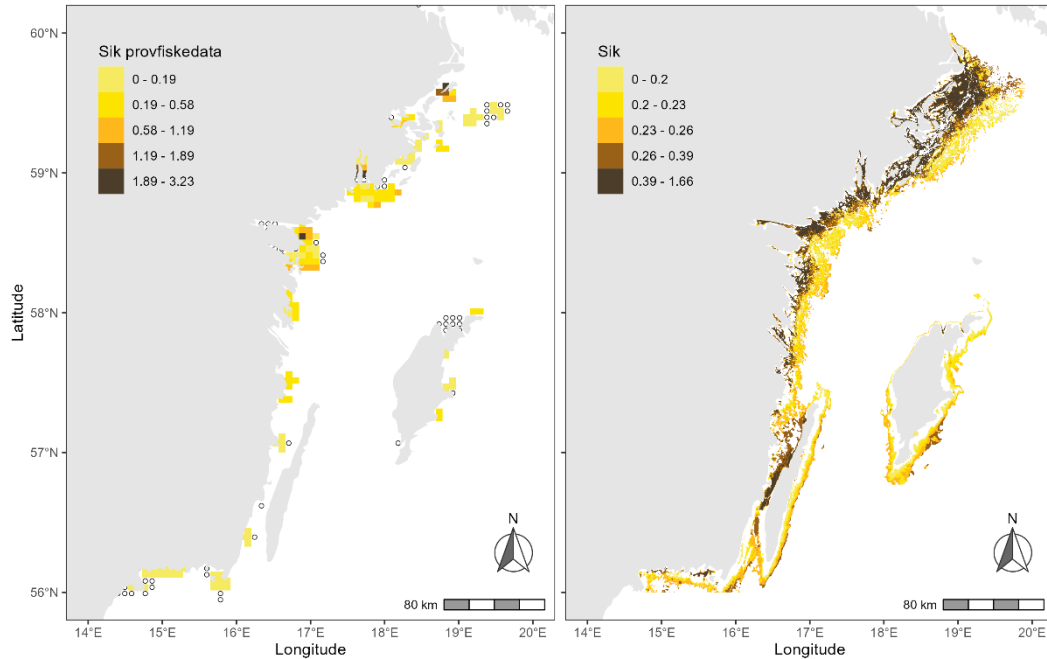 60°N
59°N
58°N
57°N
56°N
Latitude
Sik provfiskedata
0 - 0.19
0.19 - 0.58
0.58 - 1.19
1.19 - 1.89
1.89 - 3.23
N
80 km
14°E 15°E 16°E 17°E 18°E 19°E 20°E
Longitude
Sik
0 - 0.2
0.2 - 0.23
0.23 - 0.26
0.26 - 0.39
0.39 - 1.66
N
80 km
14°E 15°E 16°E 17°E 18°E 19°E 20°E
Longitude